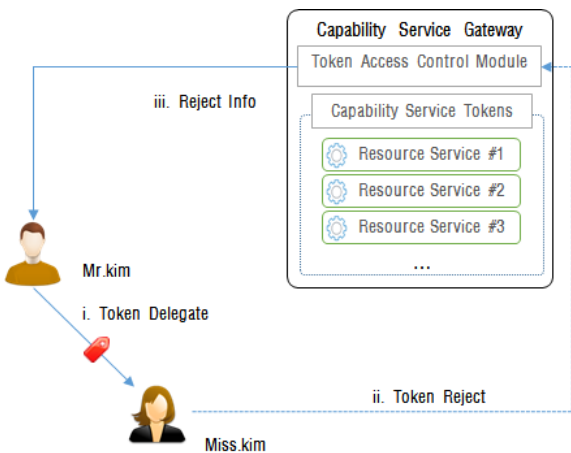 Capability Service Gateway
Token Access Control Module
iii. Reject Info
Capability Service Tokens
Resource Service #1
Resource Service #2
Resource Service #3
...
Mr.kim
i. Token Delegate
ii. Token Reject
Miss.kim